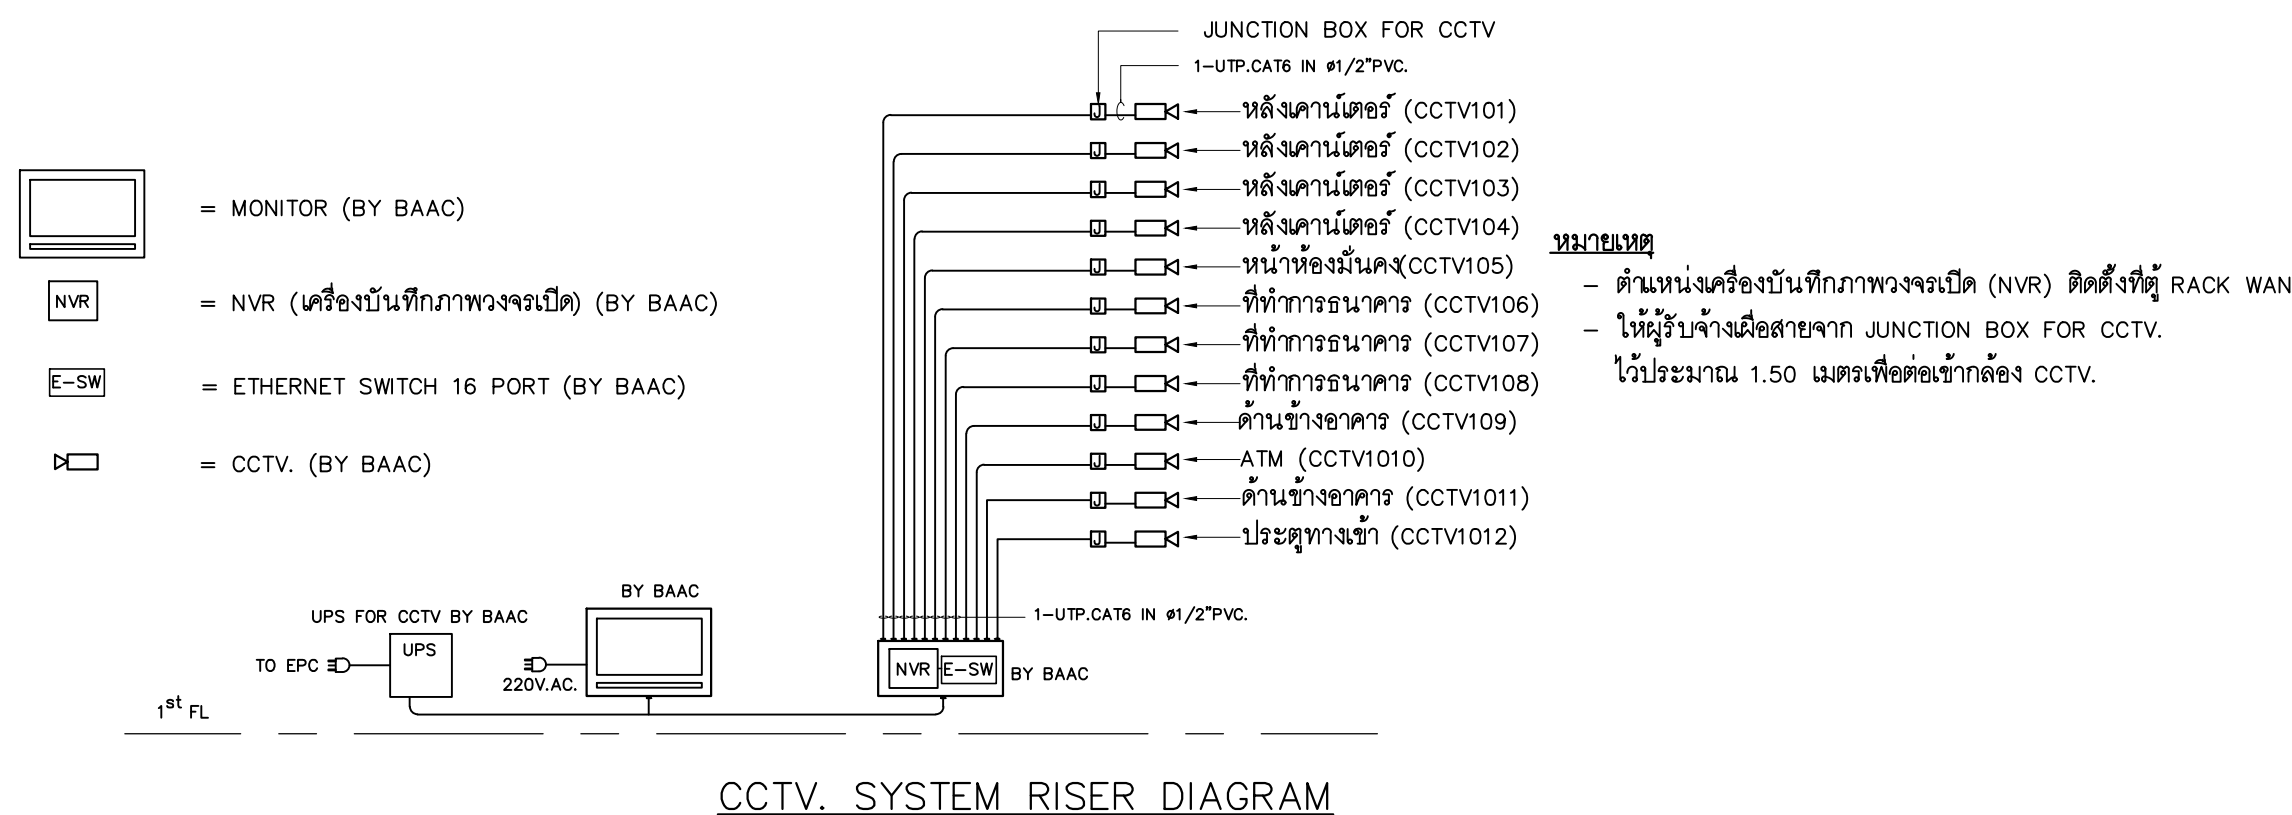 JUNCTION BOX FOR CCTV
1-UTP.CAT6 IN ø1/2"PVC.
J หลังเคาน์เตอร์ (CCTV101)
J หลังเคาน์เตอร์ (CCTV102)
J หลังเคาน์เตอร์ (CCTV103)
J หลังเคาน์เตอร์ (CCTV104)
J หน้าห้องมั่นคง(CCTV105)
J ที่ทำการธนาคาร (CCTV106)
J ที่ทำการธนาคาร (CCTV107)
J ที่ทำการธนาคาร (CCTV108)
J ด้านข้างอาคาร (CCTV109)
J ATM (CCTV1010)
J ด้านข้างอาคาร (CCTV1011)
J ประตูทางเข้า (CCTV1012)
= MONITOR (BY BAAC)
NVR = NVR (เครื่องบันทึกภาพวงจรเปิด) (BY BAAC)
E-SW = ETHERNET SWITCH 16 PORT (BY BAAC)
= CCTV. (BY BAAC)
หมายเหตุ
- ตำแหน่งเครื่องบันทึกภาพวงจรเปิด (NVR) ติดตั้งที่ตู้ RACK WAN
- ให้ผู้รับจ้างเผื่อสายจาก JUNCTION BOX FOR CCTV.
ไว้ประมาณ 1.50 เมตรเพื่อต่อเข้ากล้อง CCTV.
BY BAAC
UPS FOR CCTV BY BAAC
1-UTP.CAT6 IN ø1/2"PVC.
UPS
TO EPC
220V.AC.
NVR E-SW BY BAAC
1st FL
CCTV. SYSTEM RISER DIAGRAM